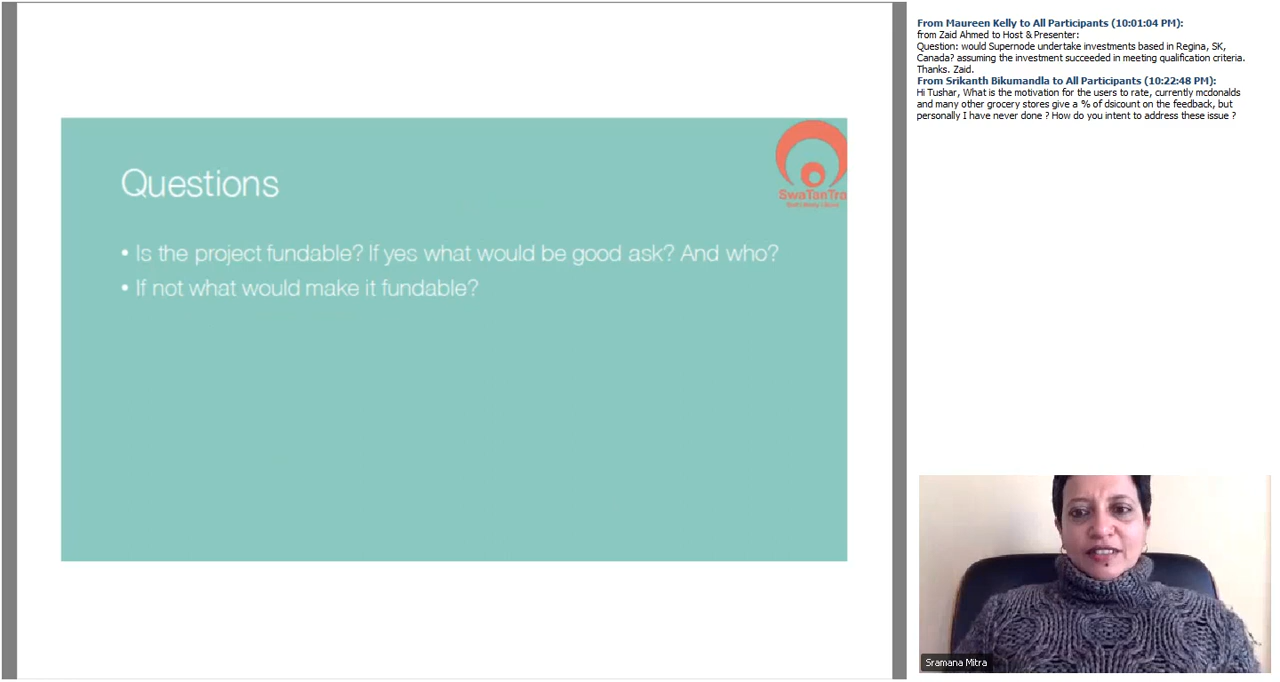 Questions
• Is the project fundable? If yes what would be good ask? And who?
• If not what would make it fundable?
SwaTanTra
From Maureen Kelly to All Participants (10:01:04 PM):
from Zaid Ahmed to Host & Presenter:
Question: would Supernode undertake investments based in Regina, SK,
Canada? assuming the investment succeeded in meeting qualification criteria.
Thanks. Zaid.
From Srikanth Bikumandla to All Participants (10:22:48 PM):
Hi Tushar, What is the motivation for the users to rate, currently mcdonalds
and many other grocery stores give a % of dsicount on the feedback, but
personally I have never done ? How do you intent to address these issue ?
Sramana Mitra